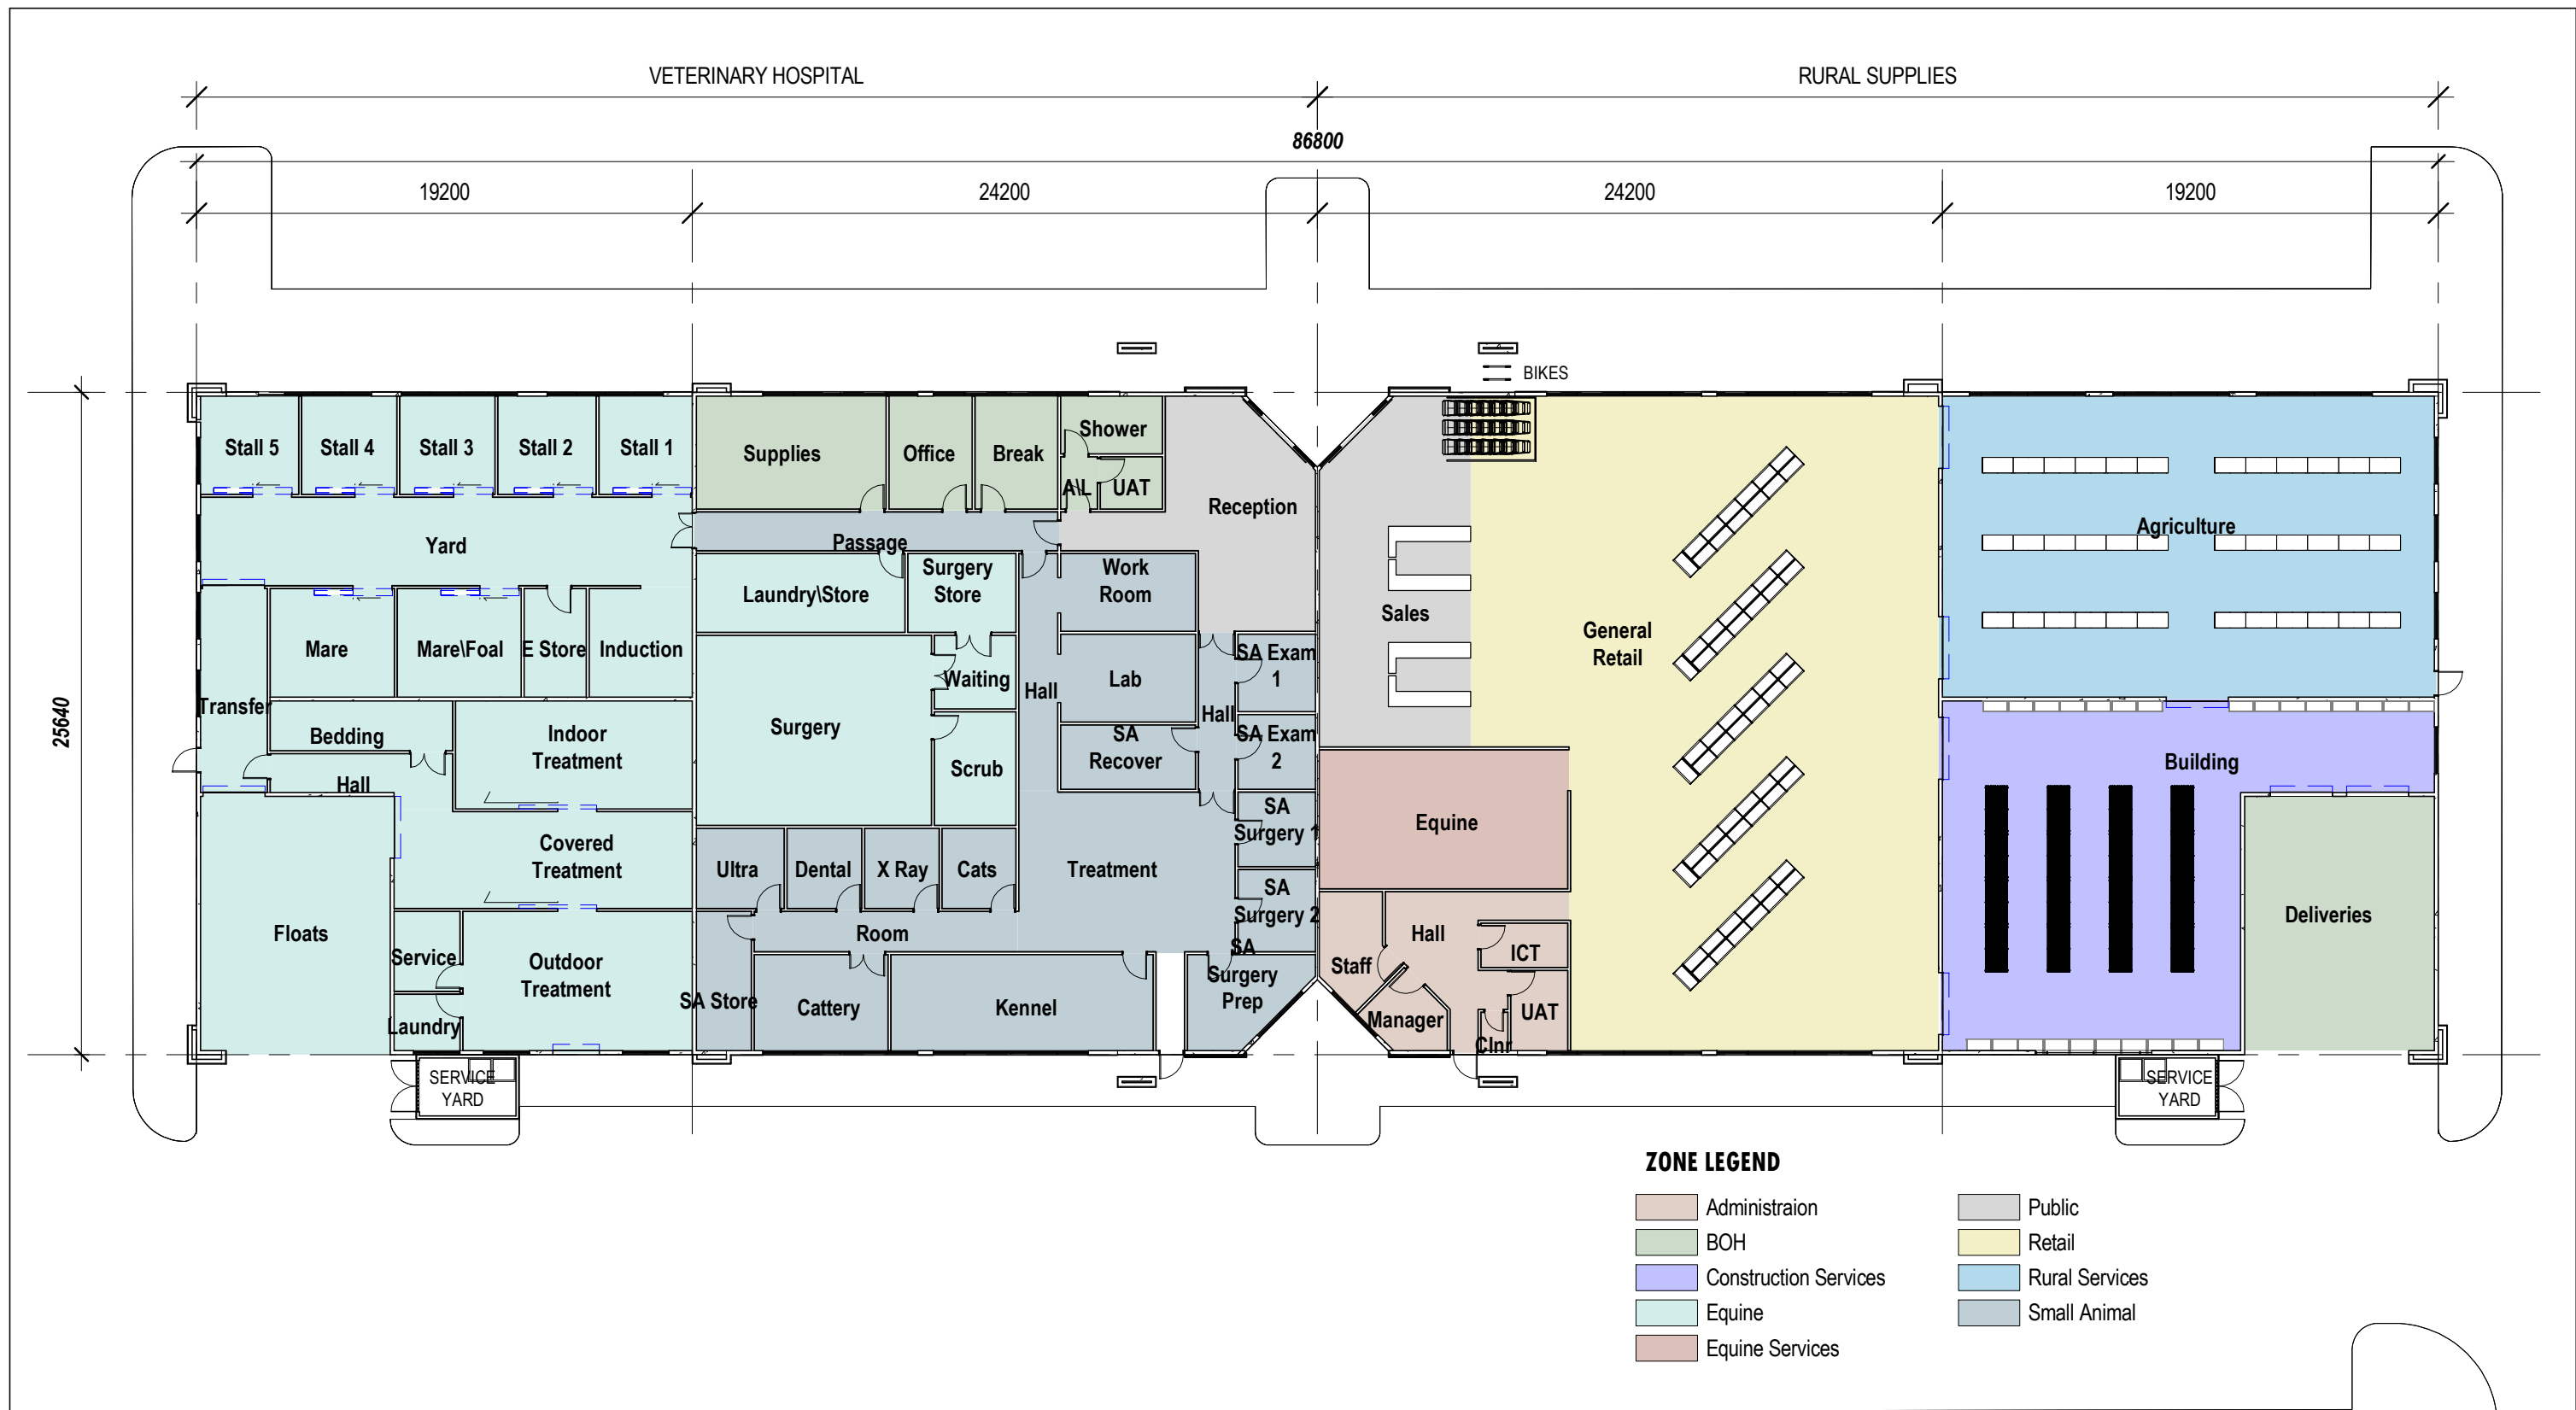 VETERINARY HOSPITAL
RURAL SUPPLIES
86800
19200
24200
24200
19200
BIKES
25640
Stall 5
Stall 4
Stall 3
Stall 2
Stall 1
Supplies
Office
Break
Shower
A\L
UAT
Reception
Yard
Passage
Laundry\Store
Surgery
Store
Work
Room
Mare
Mare\Foal
E Store
Induction
Transfer
Bedding
Hall
Indoor
Treatment
Covered
Treatment
Floats
Service
Laundry
Outdoor
Treatment
Surgery
Waiting
Scrub
Hall
Lab
SA
Recover
Hall
SA Exam
1
SA Exam
2
SA
Surgery 1
SA
Surgery 2
SA
Surgery
Prep
Ultra
Dental
X Ray
Cats
Treatment
Room
SA Store
Cattery
Kennel
Sales
General
Retail
Equine
Hall
Staff
ICT
Manager
UAT
Clnr
Agriculture
Building
Deliveries
SERVICE
YARD
SERVICE
YARD
ZONE LEGEND
Administraion
BOH
Construction Services
Equine
Equine Services
Public
Retail
Rural Services
Small Animal